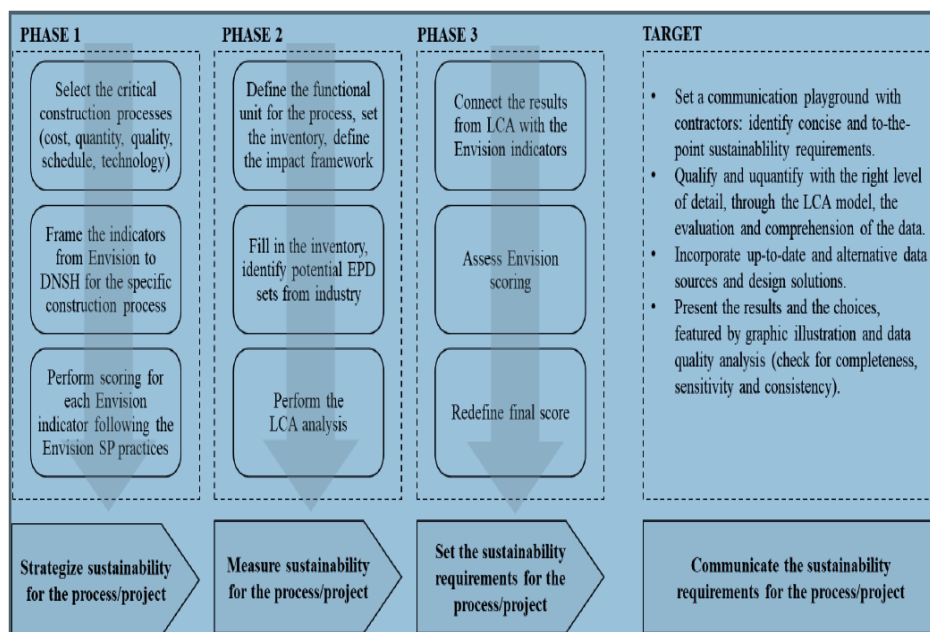 PHASE 1
Select the critical
construction processes
(cost, quantity, quality,
schedule, technology)
Frame the indicators
from Envision to
DNSH for the specific
construction process
Perform scoring for
each Envision
indicator following the
Envision SP practices
Strategize sustainability
for the process/project
PHASE 2
Define the functional
unit for the process, set
the inventory, define
the impact framework
Fill in the inventory,
identify potential EPD
sets from industry
Perform the
LCA analysis
Measure sustainability
for the process/project
PHASE 3
Connect the results
from LCA with the
Envision indicators
Assess Envision
scoring
Redefine final score
Set the sustainability
requirements for the
process/project
TARGET
• Set a communication playground with
contractors: identify concise and to-the-
point sustainablility requirements.
• Qualify and uquantify with the right level
of detail, through the LCA model, the
evaluation and comprehension of the data.
• Incorporate up-to-date and alternative data
sources and design solutions.
• Present the results and the choices,
featured by graphic illustration and data
quality analysis (check for completeness,
sensitivity and consistency).
Communicate the sustainability
requirements for the process/project